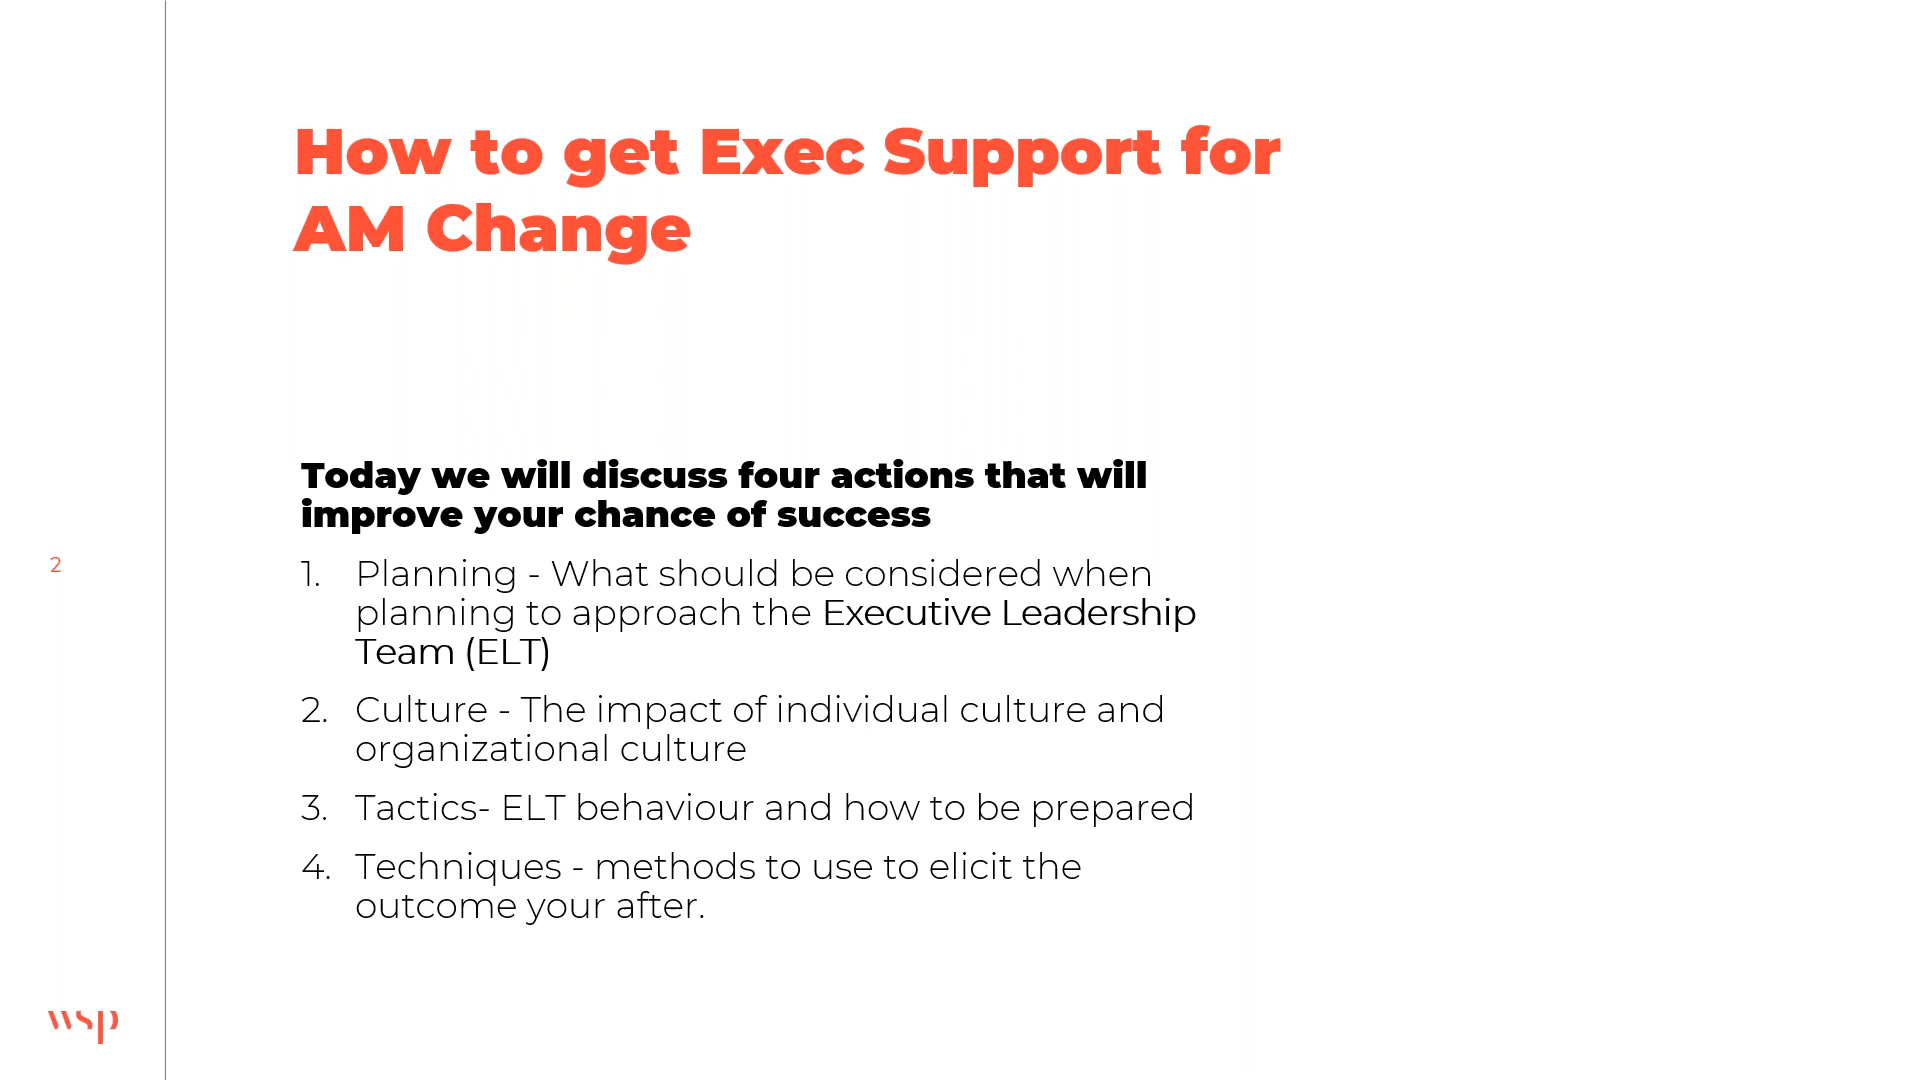 How to get Exec Support for
AM Change
Today we will discuss four actions that will
improve your chance of success
1. Planning - What should be considered when
planning to approach the Executive Leadership
Team (ELT)
2. Culture - The impact of individual culture and
organizational culture
3. Tactics- ELT behaviour and how to be prepared
4. Techniques - methods to use to elicit the
outcome your after.
2
wsp